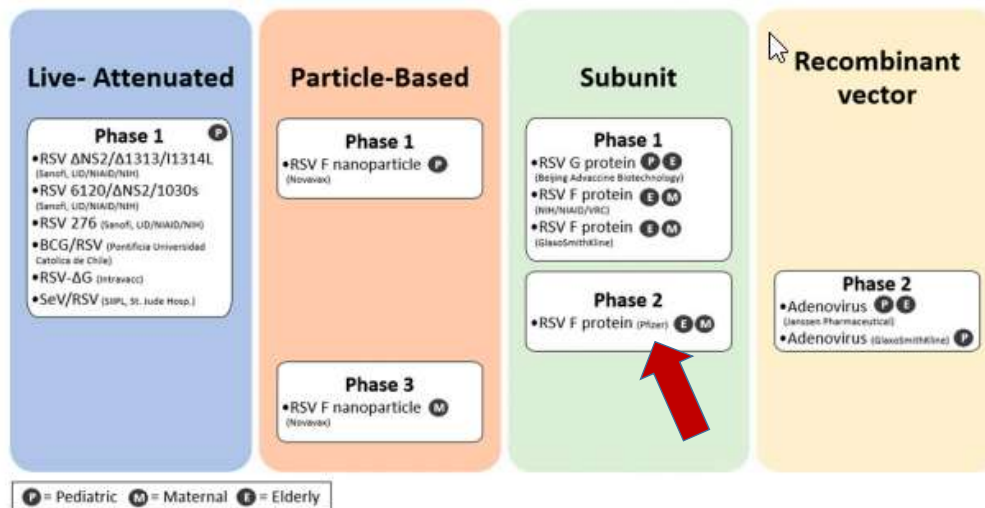 Live- Attenuated
Phase 1 P
•RSV ΔNS2/Δ1313/I1314L
(Sanofi, LID/NIAID/NIH)
•RSV 6120/ΔNS2/1030s
(Sanofi, LID/NIAID/NIH)
•RSV 276 (Sanofi, LID/NIAID/NIH)
•BCG/RSV (Pontificia Universidad
Catolica de Chile)
•RSV-ΔG (Intravacc)
•SeV/RSV (SIIPL, St. Jude Hosp.)
Particle-Based
Phase 1
•RSV F nanoparticle P
(Novavax)
Phase 3
•RSV F nanoparticle M
(Novavax)
Subunit
Phase 1
•RSV G protein P E
(Beijing Advaccine Biotechnology)
•RSV F protein E M
(NIH/NIAID/VRC)
•RSV F protein E M
(GlaxoSmithKline)
Phase 2
•RSV F protein (Pfizer) E M
Recombinant
vector
Phase 2
•Adenovirus P E
(Janssen Pharmaceutical)
•Adenovirus (GlaxoSmithKline) P
P = Pediatric M = Maternal E = Elderly